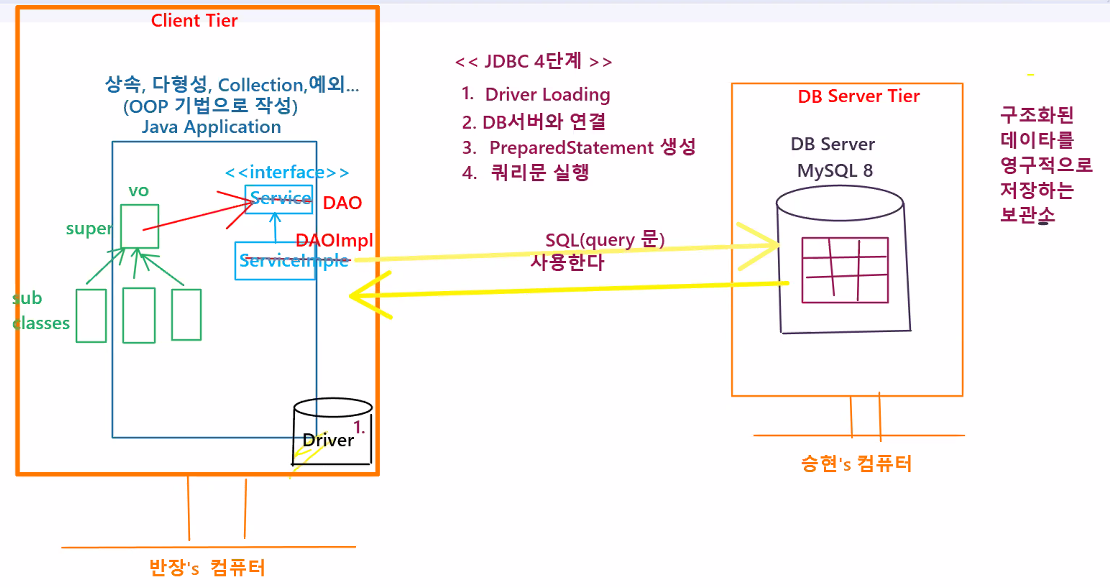 Client Tier
상속, 다형성, Collection,예외...
(OOP 기법으로 작성)
Java Application
<<interface>>
vo
Service
DAO
super
DAOImpl
ServiceImple
sub
classes
Driver
1.
반장's 컴퓨터
<< JDBC 4단계 >>
1. Driver Loading
2. DB서버와 연결
3. PreparedStatement 생성
4. 쿼리문 실행
SQL(query 문)
사용한다
DB Server Tier
DB Server
MySQL 8
승현's 컴퓨터
구조화된
데이타를
영구적으로
저장하는
보관소